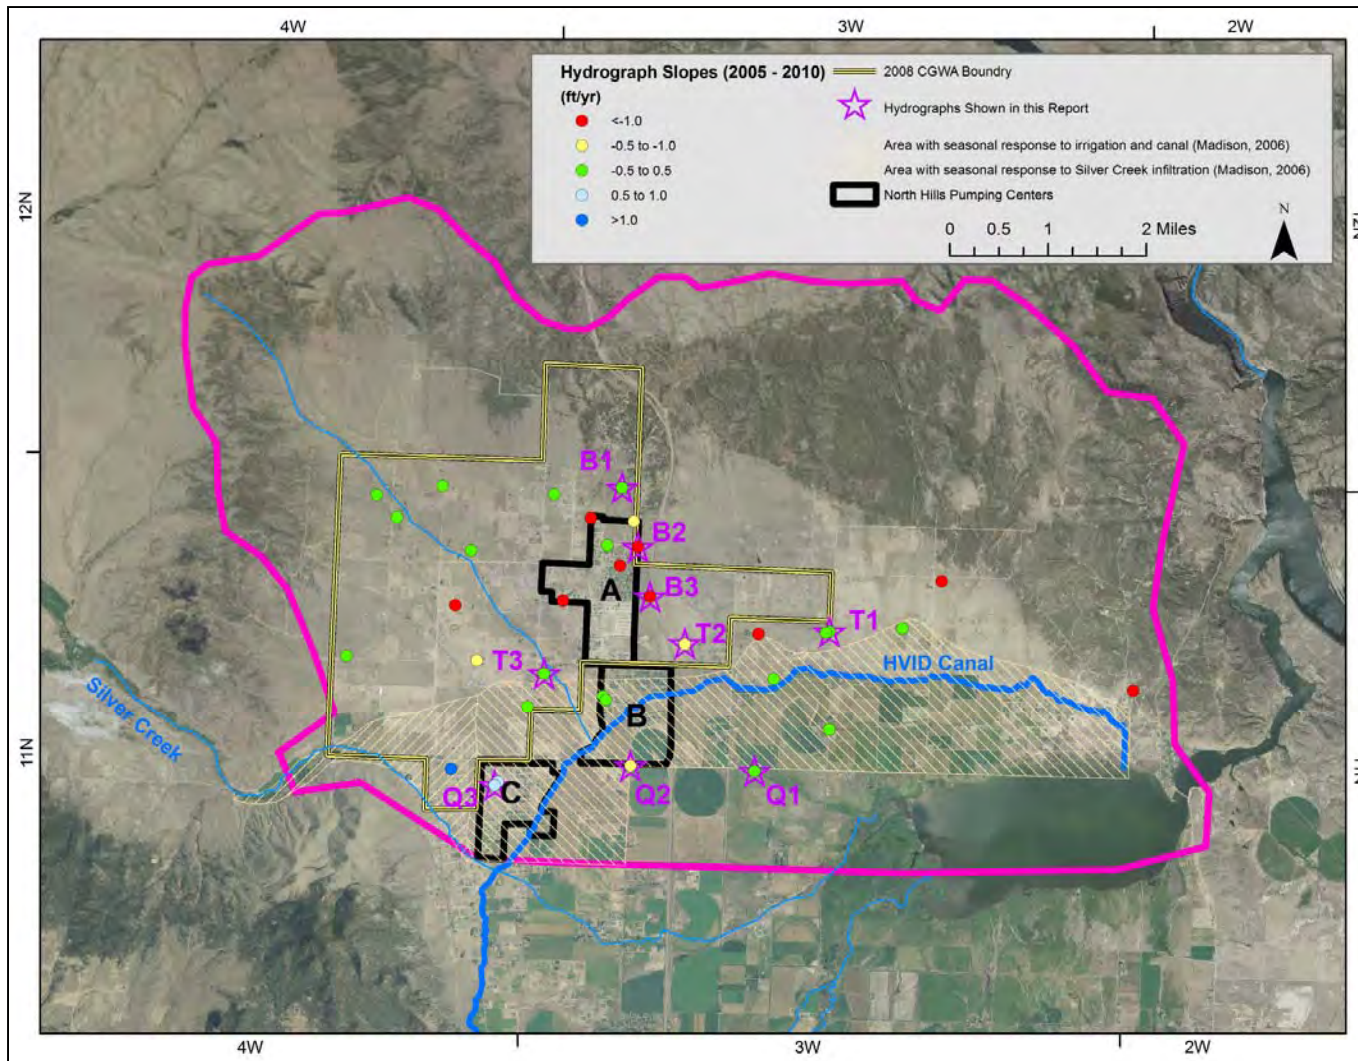 4W
3W
2W
Hydrograph Slopes (2005 - 2010)
(ft/yr)
<-1.0
-0.5 to -1.0
-0.5 to 0.5
0.5 to 1.0
>1.0
2008 CGWA Boundry
Hydrographs Shown in this Report
Area with seasonal response to irrigation and canal (Madison, 2006)
Area with seasonal response to Silver Creek infiltration (Madison, 2006)
North Hills Pumping Centers
0 0.5 1 2 Miles
N
12N
12N
B1
B2
A
B3
T1
T2
T3
HVID Canal
Silver Creek
B
11N
11N
Q3
C
Q2
Q1
4W
3W
2W